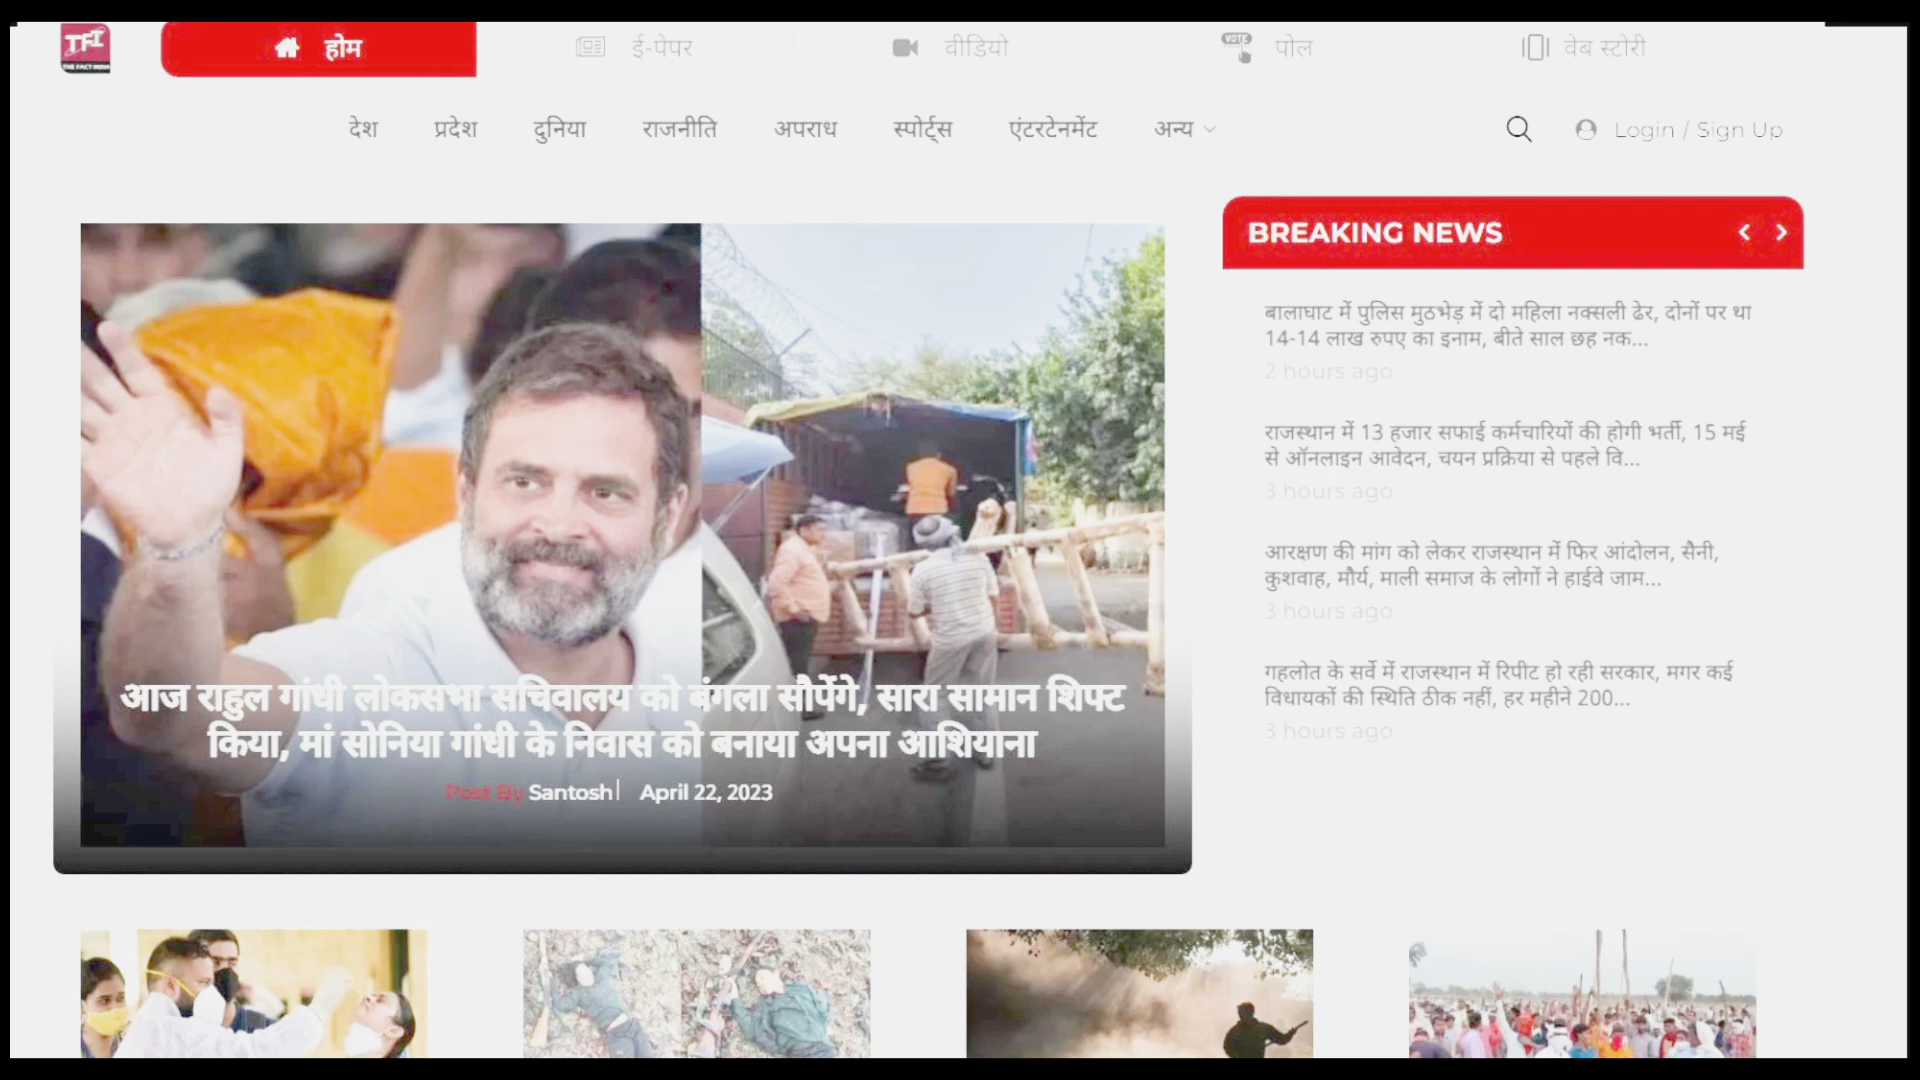 TFI
THE FACT INDIA
होम
ई-पेपर
वीडियो
VOTE
पोल
वेब स्टोरी
देश
प्रदेश
दुनिया
राजनीति
अपराध
स्पोर्ट्स
एंटरटेनमेंट
अन्य
Login / Sign Up
आज राहुल गांधी लोकसभा सचिवालय को बंगला सौपेंगे, सारा सामान शिफ्ट
किया, मां सोनिया गांधी के निवास को बनाया अपना आशियाना
Post By Santosh| April 22, 2023
BREAKING NEWS
बालाघाट में पुलिस मुठभेड़ में दो महिला नक्सली ढेर, दोनों पर था
14-14 लाख रुपए का इनाम, बीते साल छह नक...
2 hours ago
राजस्थान में 13 हजार सफाई कर्मचारियों की होगी भर्ती, 15 मई
से ऑनलाइन आवेदन, चयन प्रक्रिया से पहले वि...
3 hours ago
आरक्षण की मांग को लेकर राजस्थान में फिर आंदोलन, सैनी,
कुशवाह, मौर्य, माली समाज के लोगों ने हाईवे जाम...
3 hours ago
गहलोत के सर्वे में राजस्थान में रिपीट हो रही सरकार, मगर कई
विधायकों की स्थिति ठीक नहीं, हर महीने 200...
3 hours ago